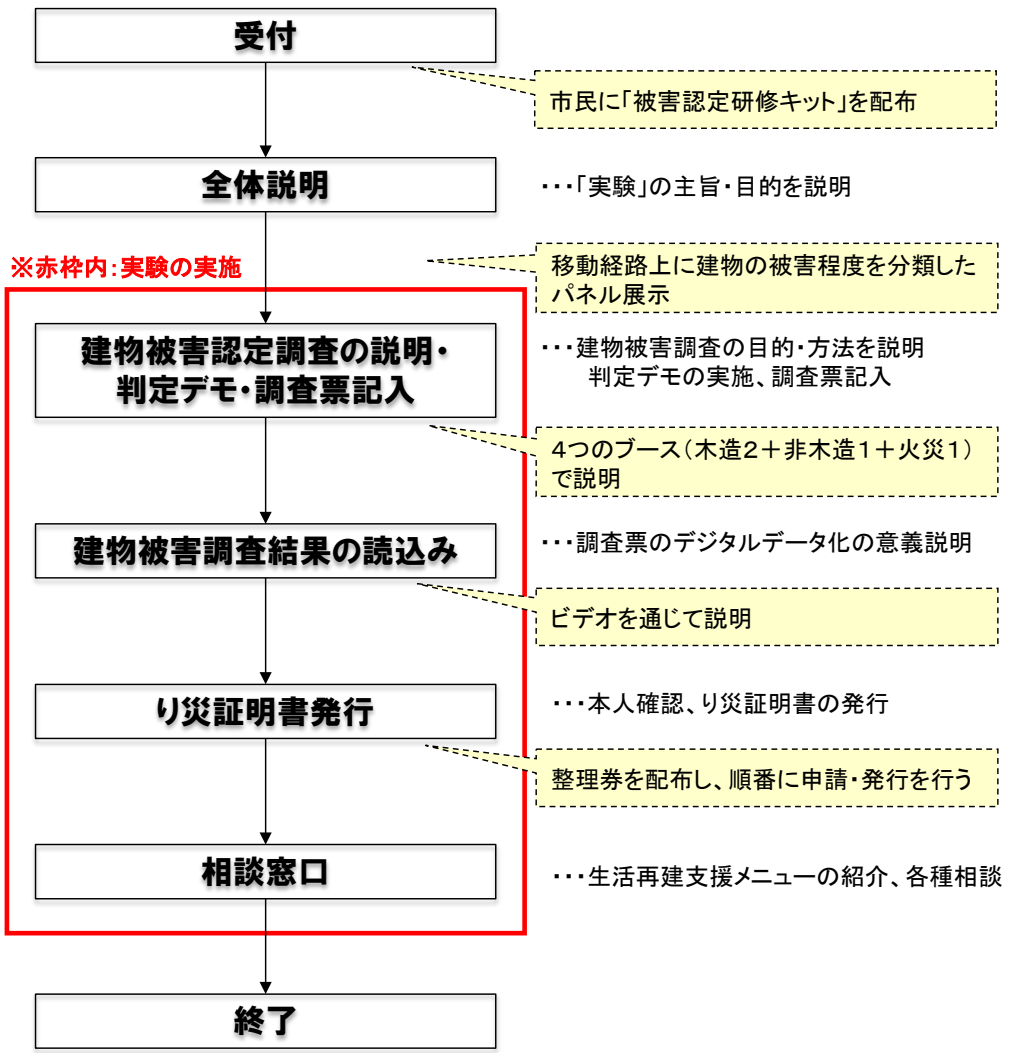 受付
市民に「被害認定研修キット」を配布
全体説明
・・・「実験」の主旨・目的を説明
※赤枠内：実験の実施
移動経路上に建物の被害程度を分類した
パネル展示
建物被害認定調査の説明・
判定デモ・調査票記入
・・・建物被害調査の目的・方法を説明
判定デモの実施、調査票記入
４つのブース（木造２＋非木造１＋火災１）
で説明
建物被害調査結果の読込み
・・・調査票のデジタルデータ化の意義説明
ビデオを通じて説明
り災証明書発行
・・・本人確認、り災証明書の発行
整理券を配布し、順番に申請・発行を行う
相談窓口
・・・生活再建支援メニューの紹介、各種相談
終了